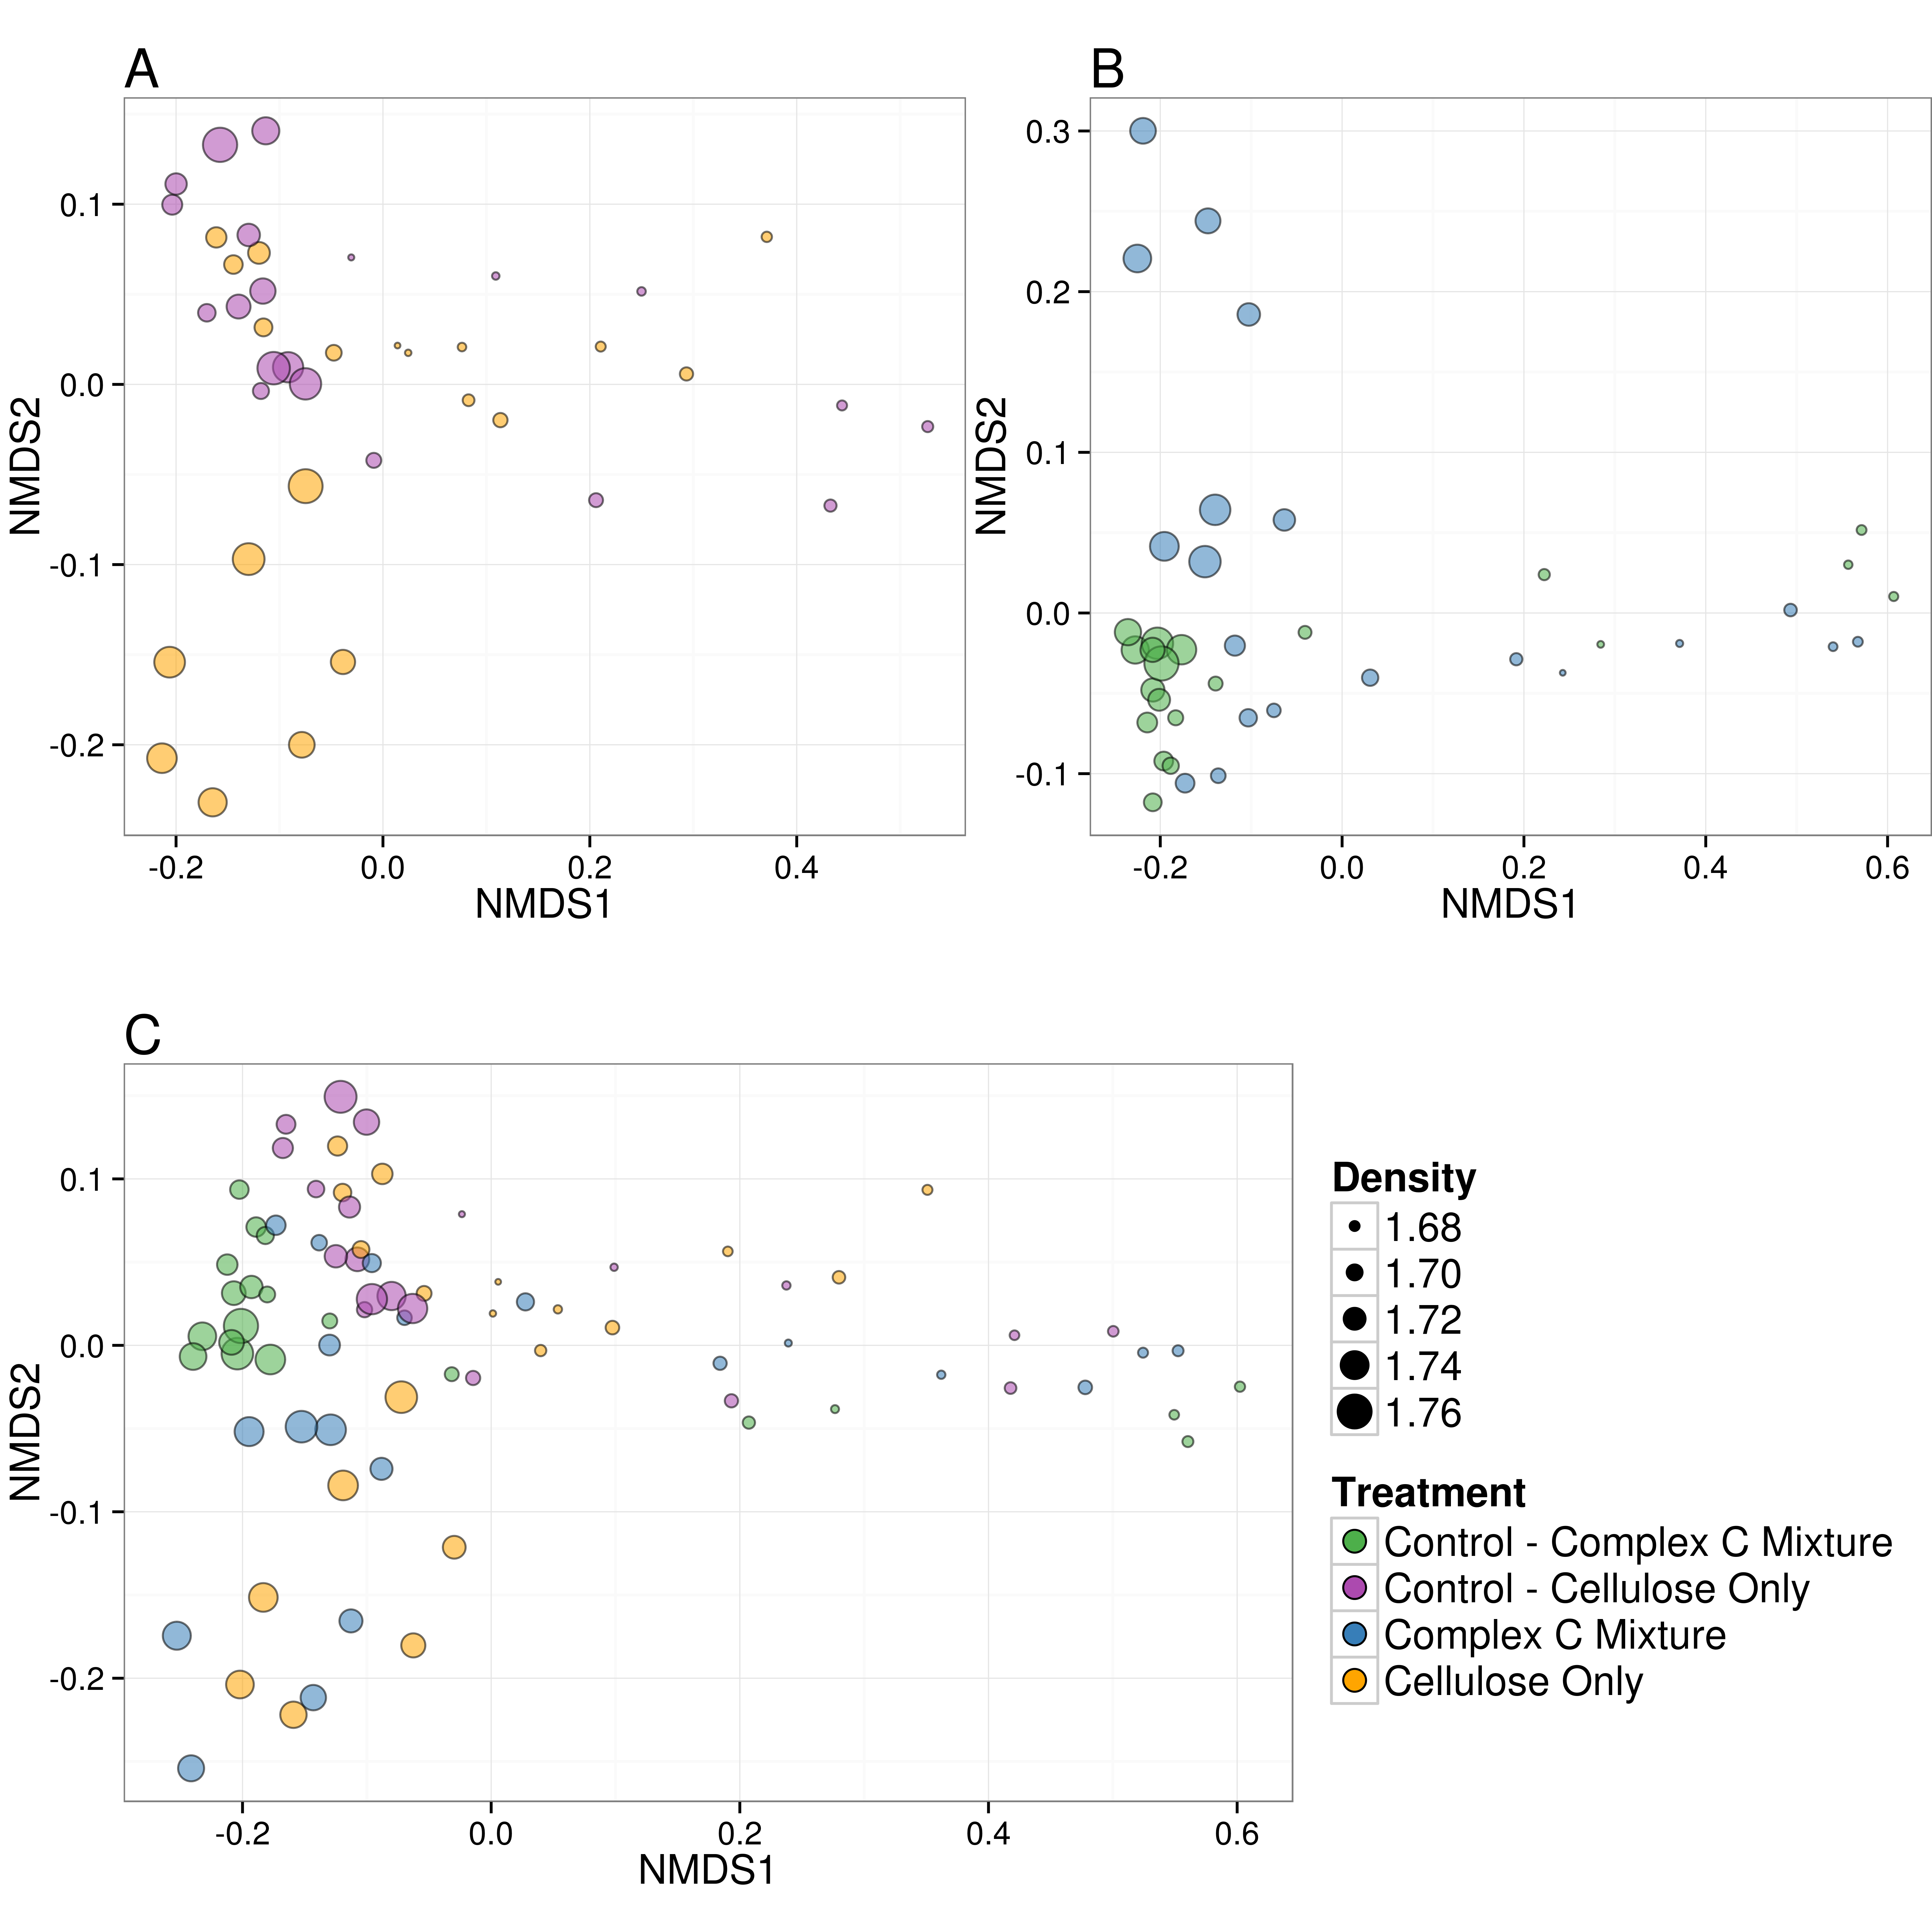 A
NMDS2
0.1
0.0
-0.1
-0.2
-0.2 0.0 0.2 0.4
NMDS1
B
NMDS2
0.3
0.2
0.1
0.0
-0.1
-0.2 0.0 0.2 0.4 0.6
NMDS1
C
NMDS2
0.1
0.0
-0.1
-0.2
-0.2 0.0 0.2 0.4 0.6
NMDS1
Density
1.68
1.70
1.72
1.74
1.76
Treatment
Control - Complex C Mixture
Control - Cellulose Only
Complex C Mixture
Cellulose Only